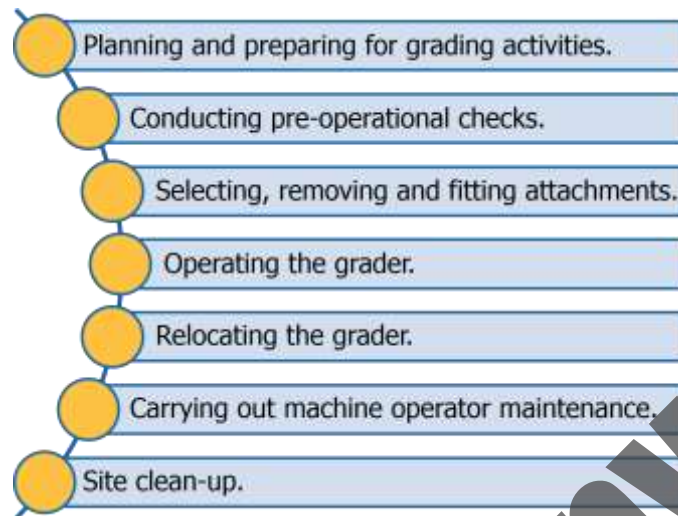 Planning and preparing for grading activities.
Conducting pre-operational checks.
Selecting, removing and fitting attachments.
Operating the grader.
Relocating the grader.
Carrying out machine operator maintenance.
Site clean-up.